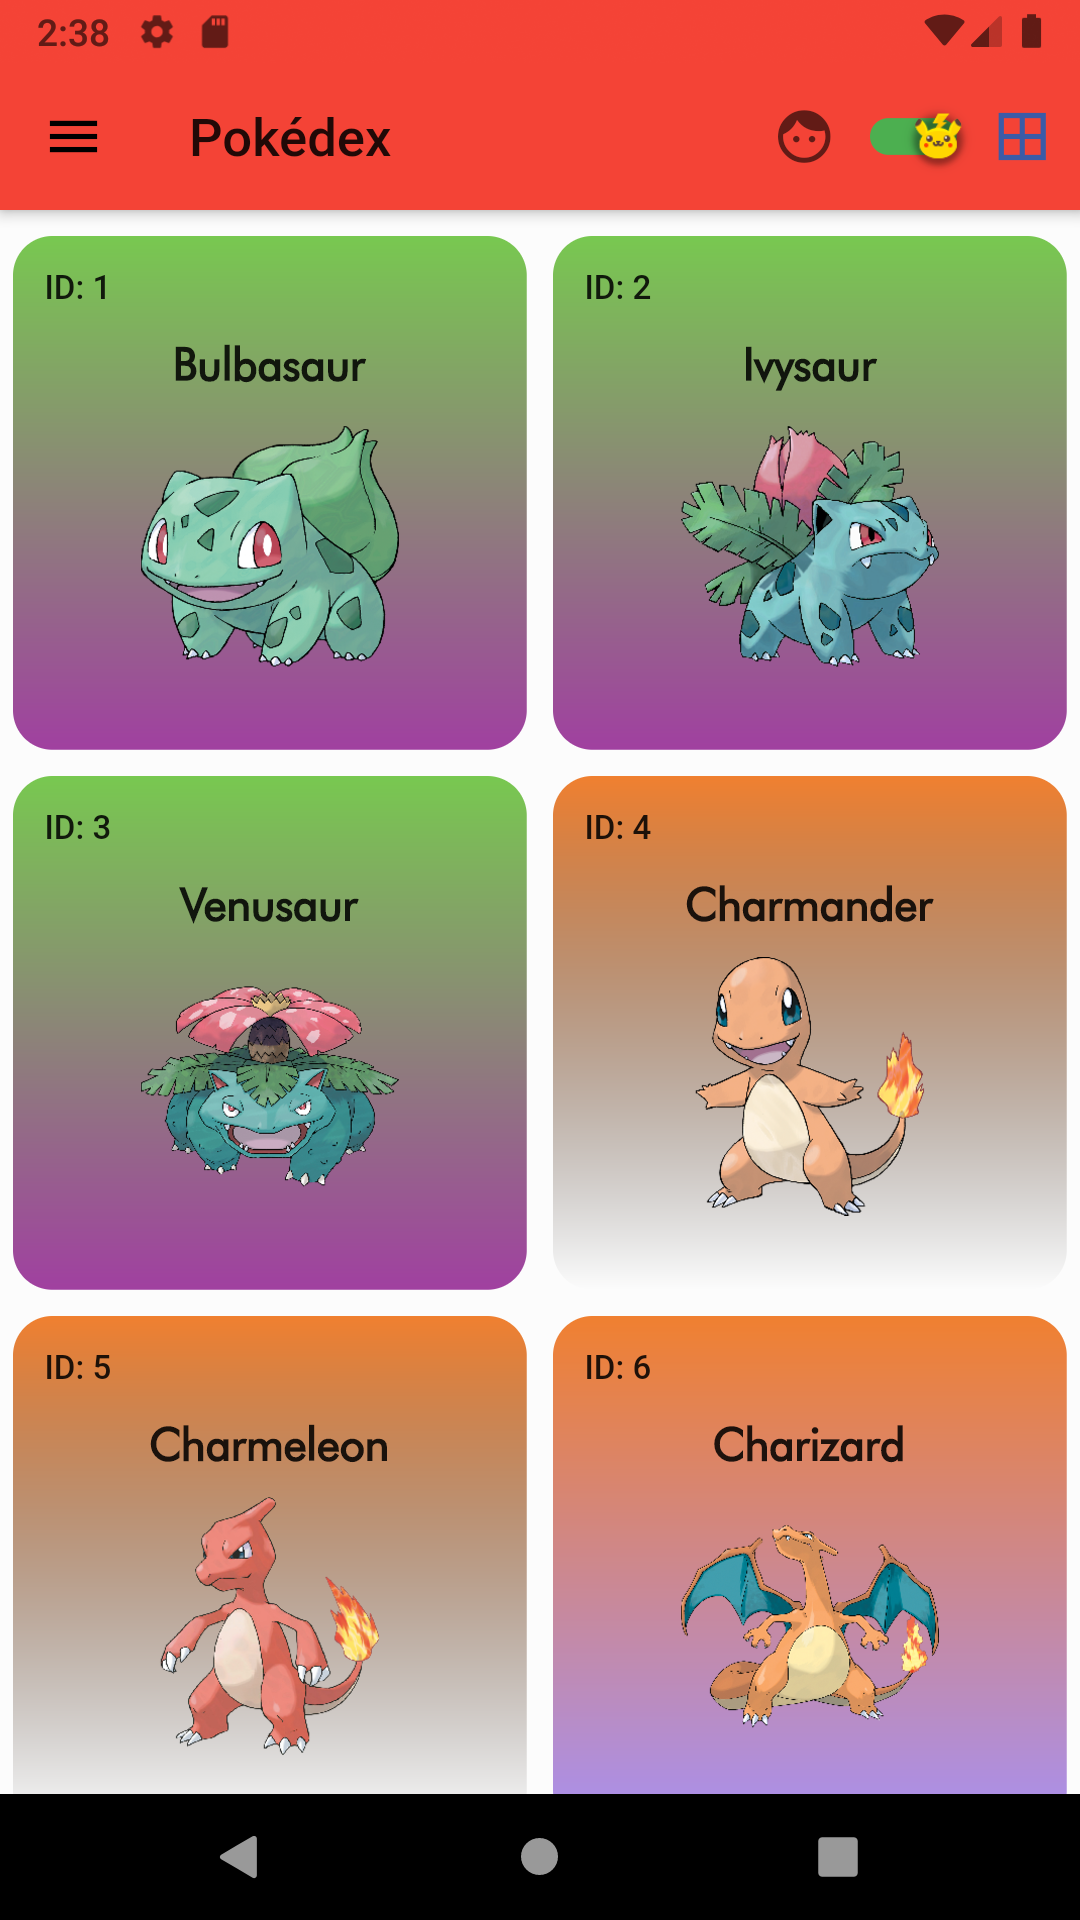 2:38
Pokédex
ID: 1
Bulbasaur
ID: 2
Ivysaur
ID: 3
Venusaur
ID: 4
Charmander
ID: 5
Charmeleon
ID: 6
Charizard